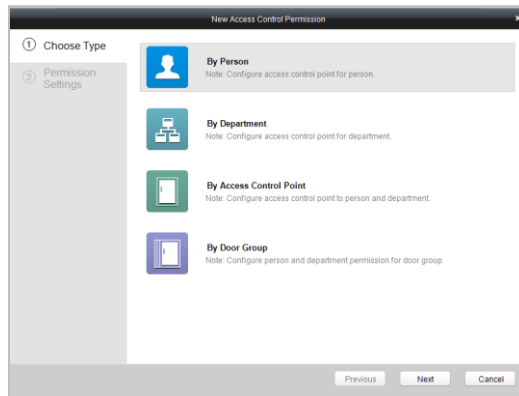 New Access Control Permission
1 Choose Type
2 Permission
Settings
By Person
Note: Configure access control point for person.
By Department
Note: Configure access control point for department.
By Access Control Point
Note: Configure access control point to person and department.
By Door Group
Note: Configure person and department permission for door group.
Previous Next Cancel